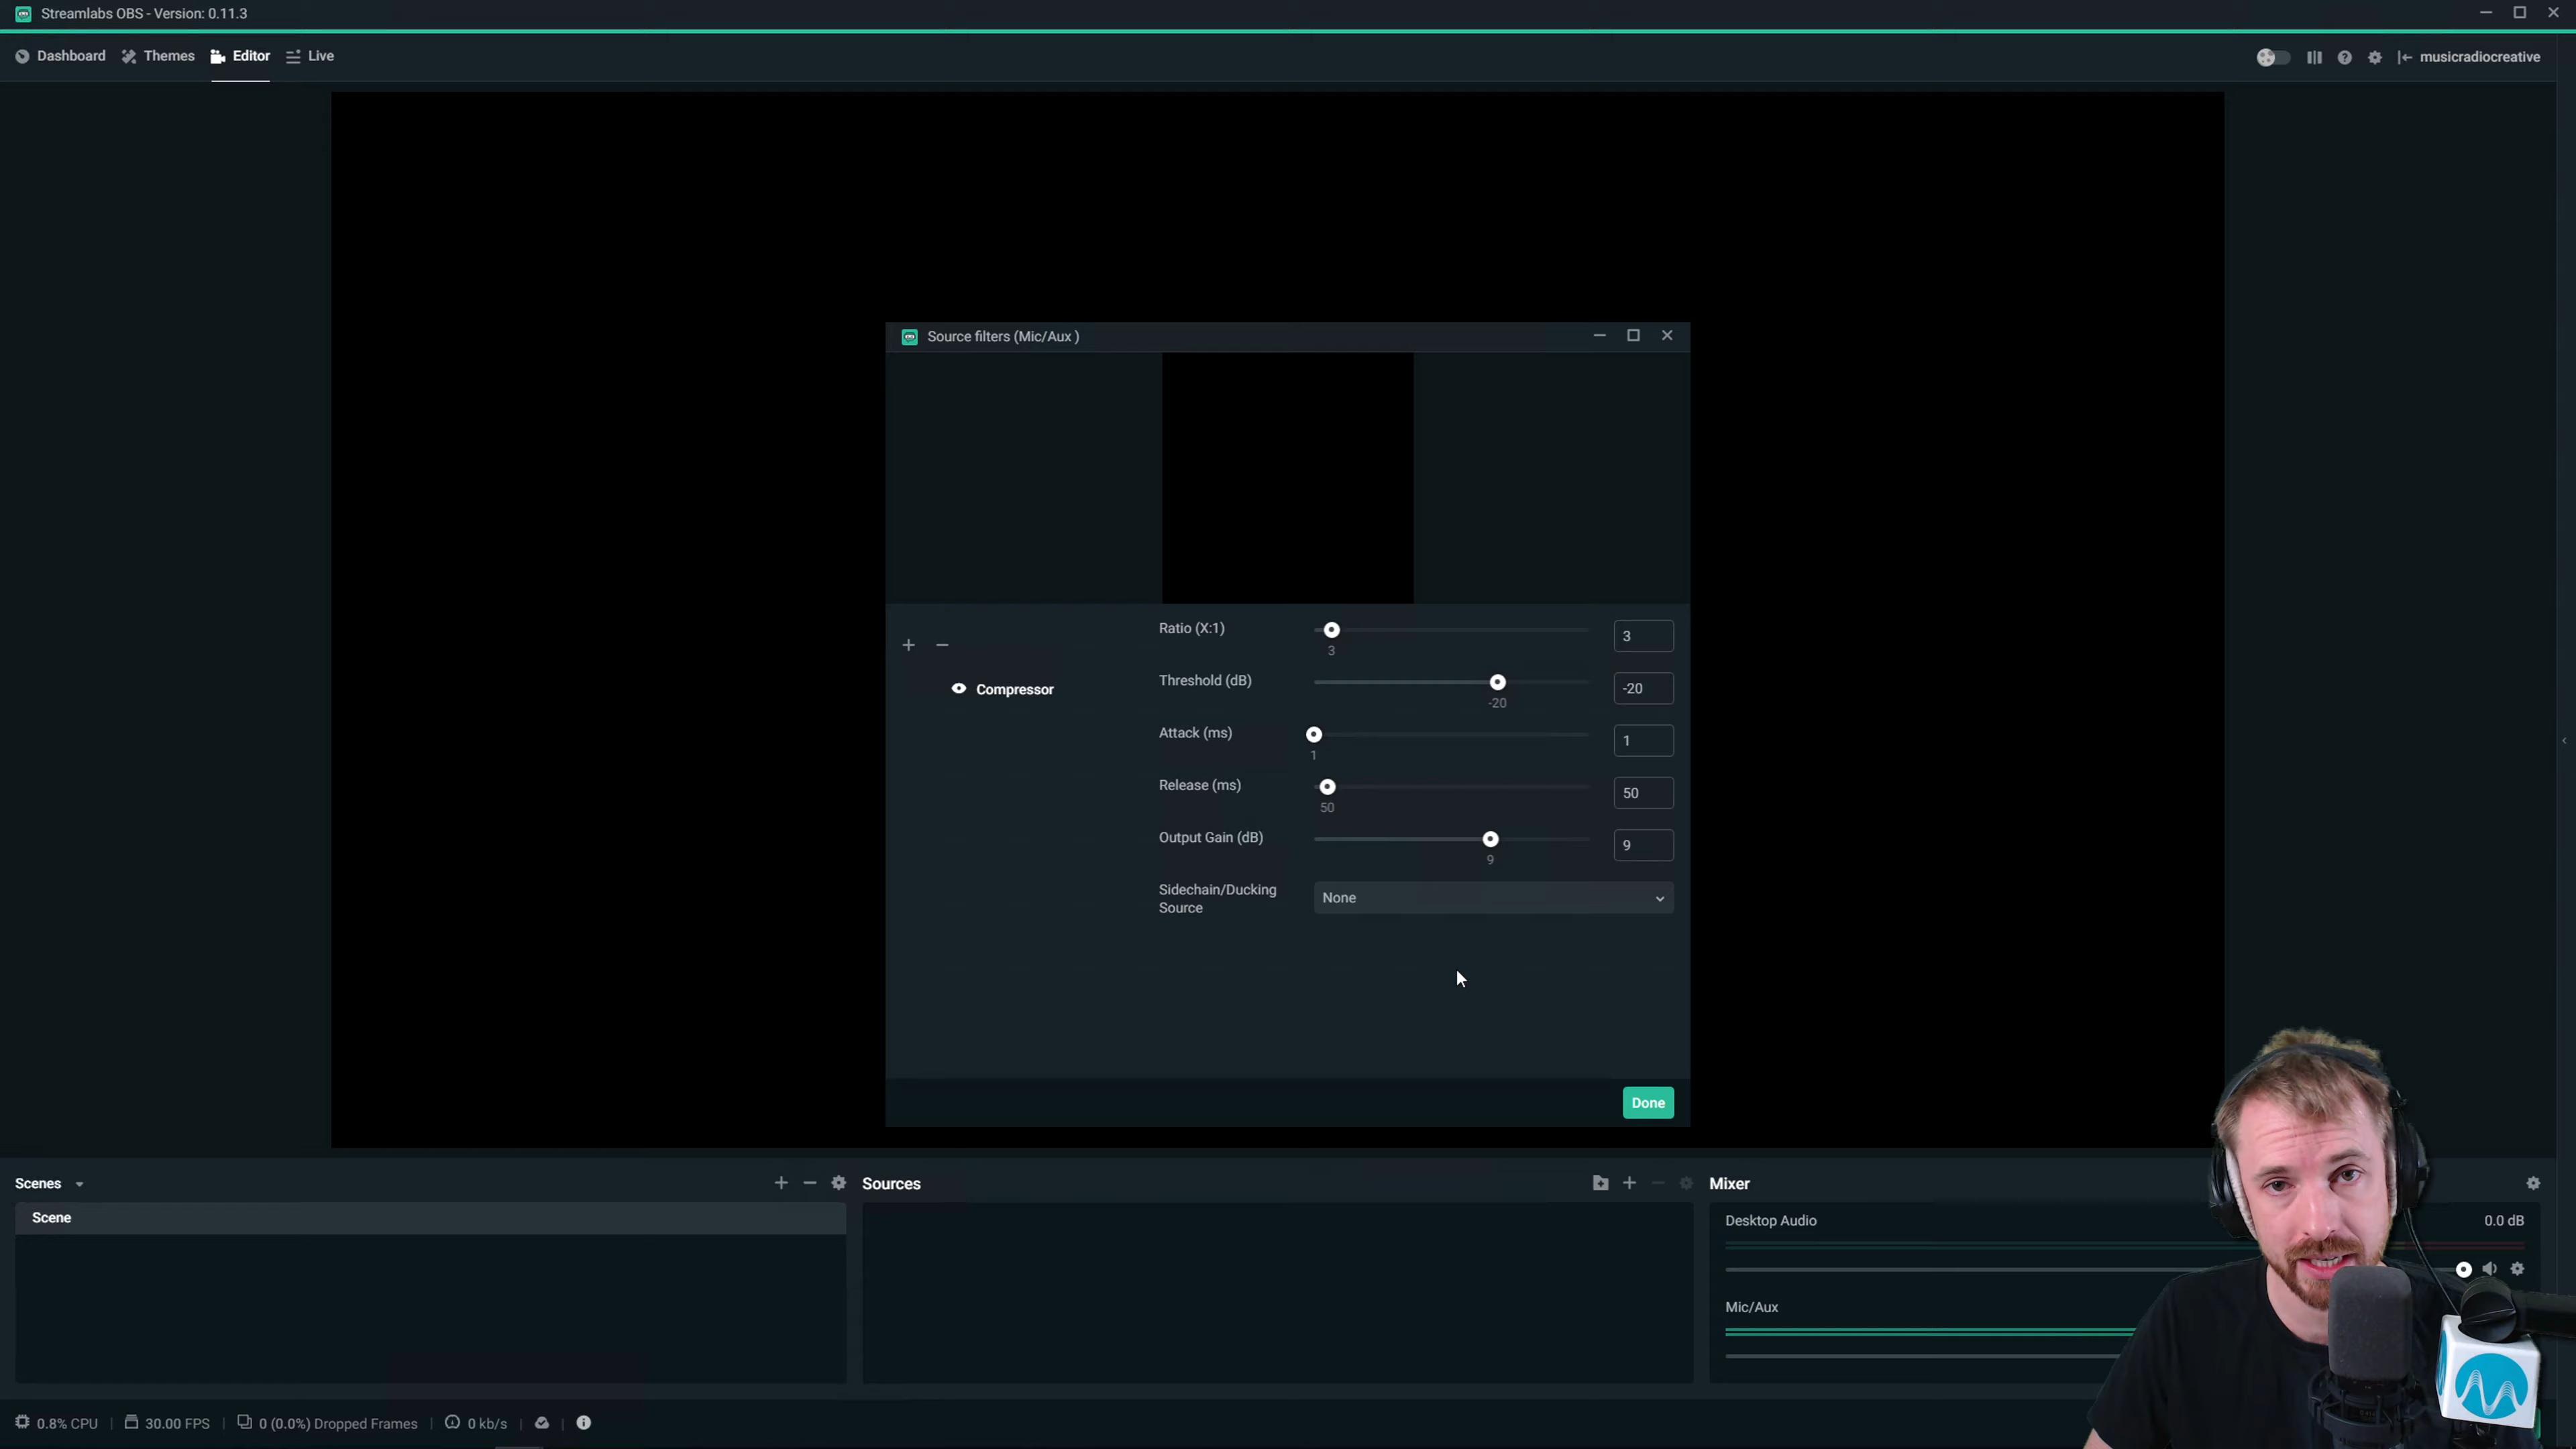 Streamlabs OBS - Version: 0.11.3
Dashboard
Themes
Editor
Live
musicradiocreative
Source filters (Mic/Aux )
Ratio (X:1)
3
3
Compressor
Threshold (dB)
-20
-20
Attack (ms)
1
1
Release (ms)
50
50
Output Gain (dB)
9
9
Sidechain/Ducking
Source
None
Done
Scenes
Sources
Mixer
Scene
Desktop Audio
0.0 dB
Mic/Aux
0.8% CPU
30.00 FPS
0 (0.0%) Dropped Frames
0 kb/s